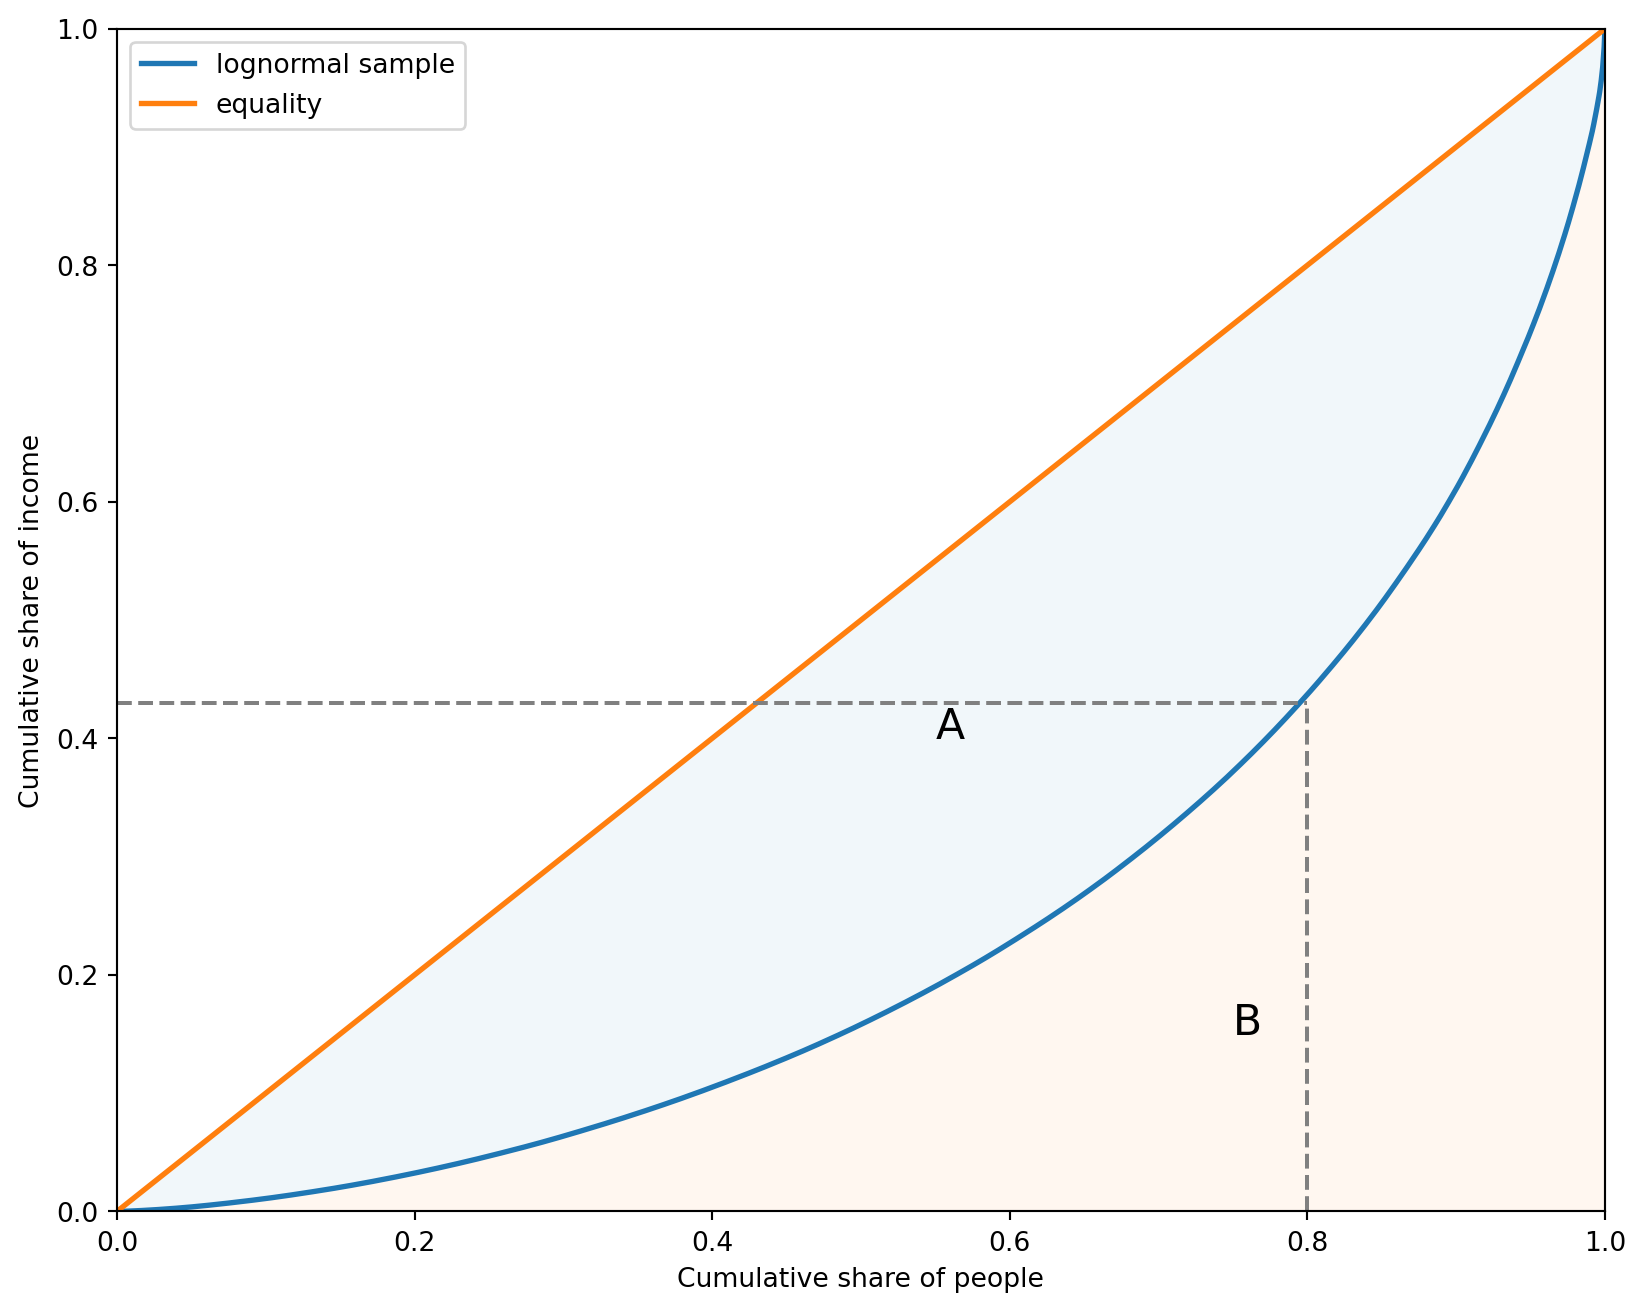 lognormal sample
equality
1.0
0.8
0.6
0.4
0.2
0.0
Cumulative share of income
A
B
0.0 0.2 0.4 0.6 0.8 1.0
Cumulative share of people